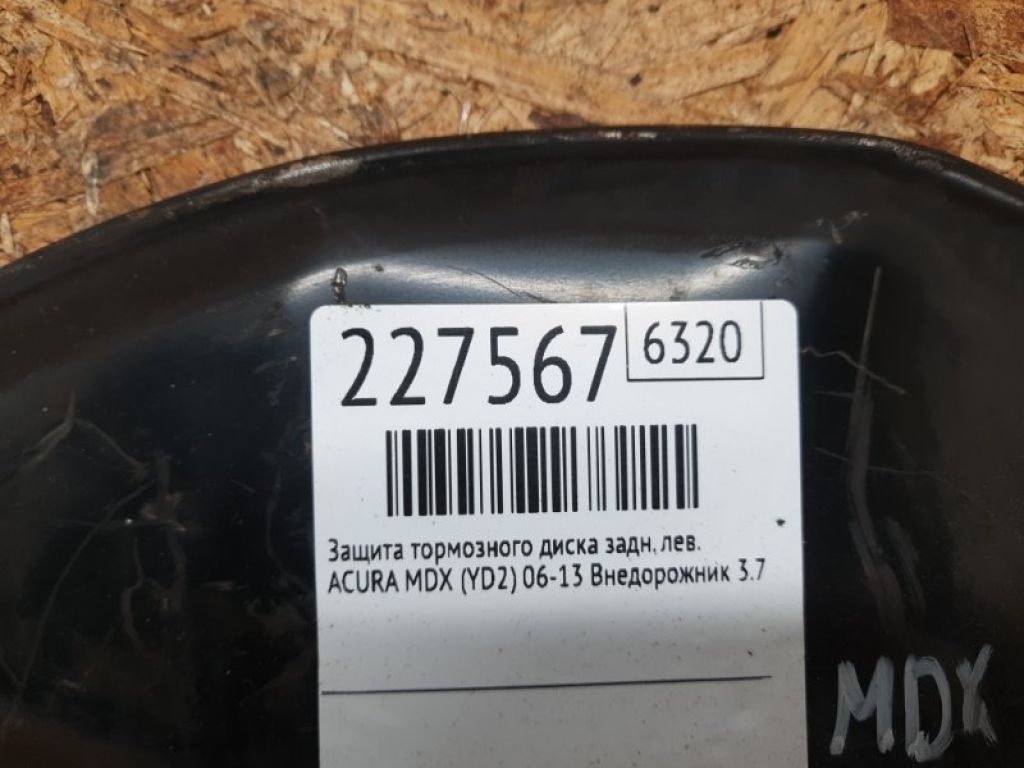 227567
6320
Защита тормозного диска задн. лев.
ACURA MDX (YD2) 06-13 Внедорожник 3.7
MDX